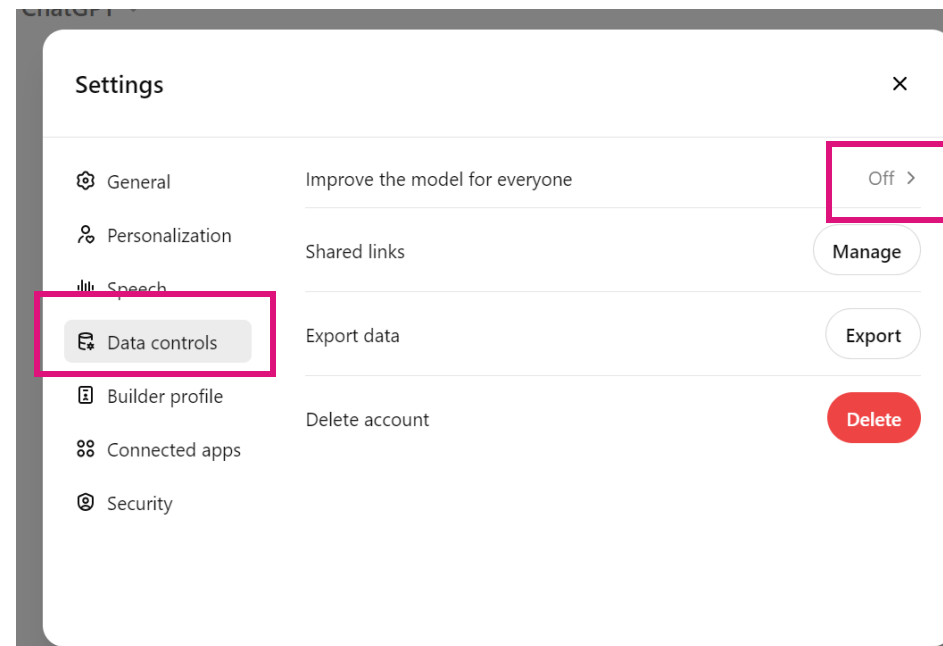 ChatGPT
Settings
General
Personalization
Speech
Data controls
Builder profile
Connected apps
Security
Improve the model for everyone
Off
Shared links
Manage
Export data
Export
Delete account
Delete